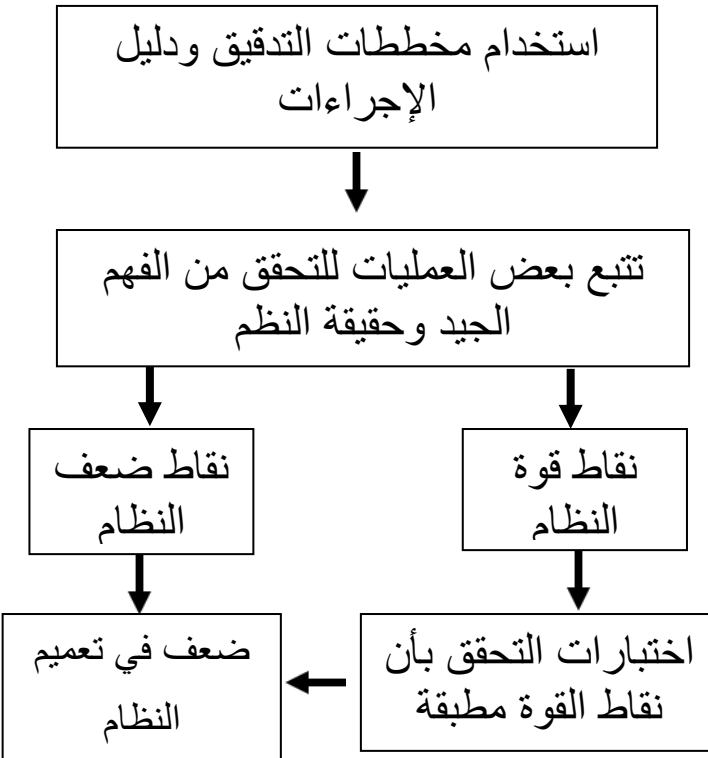 استخدام مخططات التدقيق ودليل
الإجراءات
تتبع بعض العمليات للتحقق من الفهم
الجيد وحقيقة النظم
نقاط قوة
النظام
نقاط ضعف
النظام
اختبارات التحقق بأن
نقاط القوة مطبقة
ضعف في تعميم
النظام